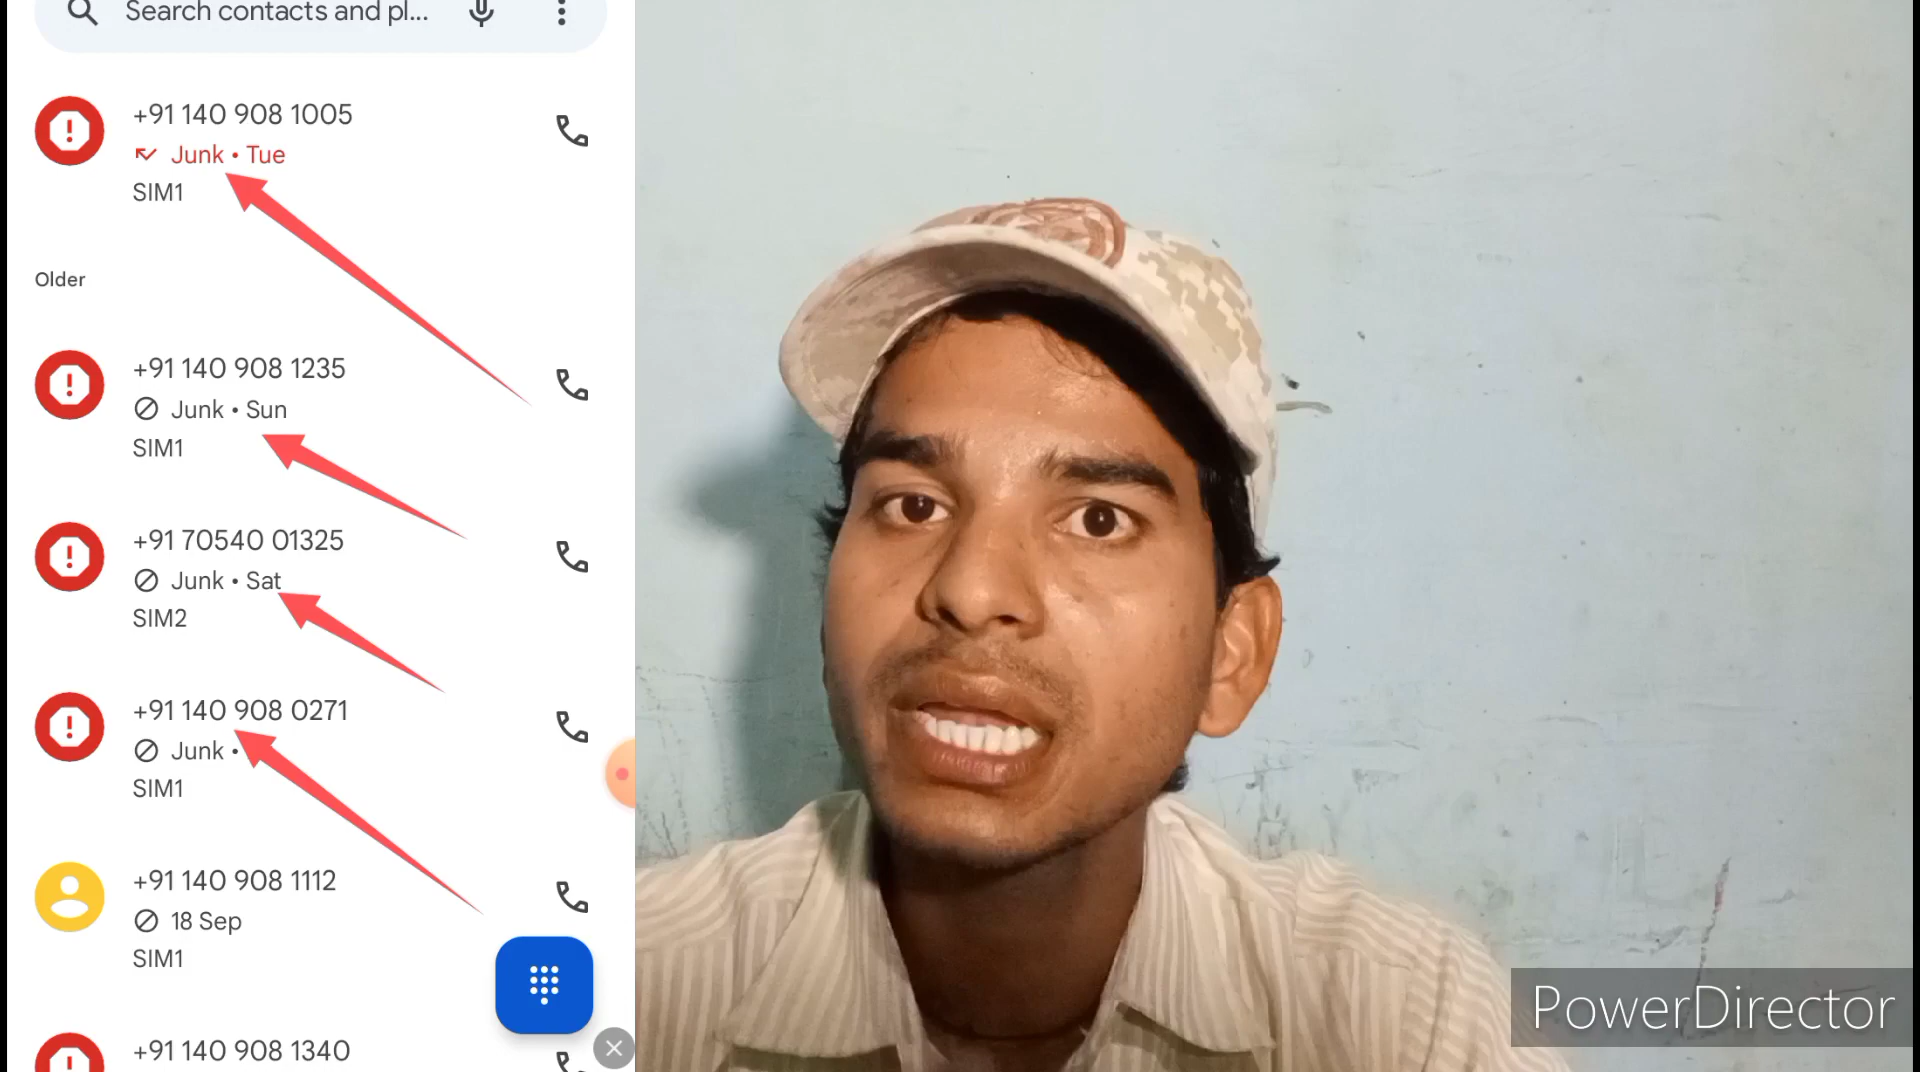 Search contacts and pl...
+91 140 908 1005
Junk • Tue
SIM1
Older
+91 140 908 1235
Junk • Sun
SIM1
+91 70540 01325
Junk • Sat
SIM2
+91 140 908 0271
Junk •
SIM1
+91 140 908 1112
18 Sep
SIM1
+91 140 908 1340
PowerDirector